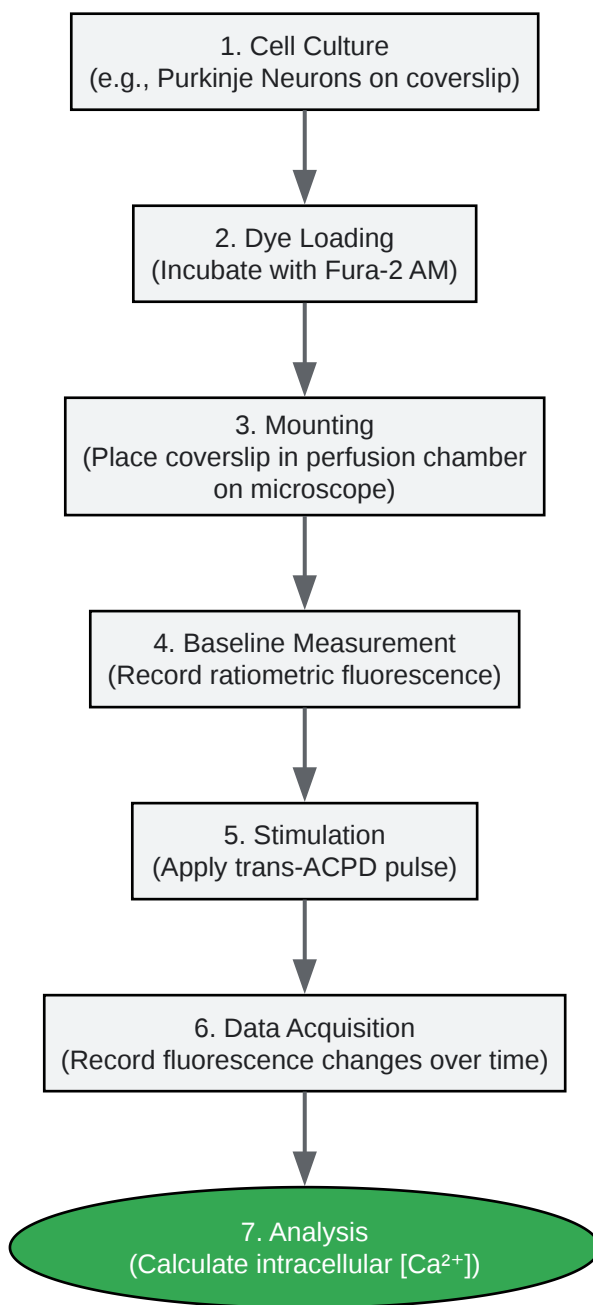 1. Cell Culture
(e.g., Purkinje Neurons on coverslip)
2. Dye Loading
(Incubate with Fura-2 AM)
3. Mounting
(Place coverslip in perfusion chamber
on microscope)
4. Baseline Measurement
(Record ratiometric fluorescence)
5. Stimulation
(Apply trans-ACPD pulse)
6. Data Acquisition
(Record fluorescence changes over time)
7. Analysis
(Calculate intracellular [Ca²⁺])